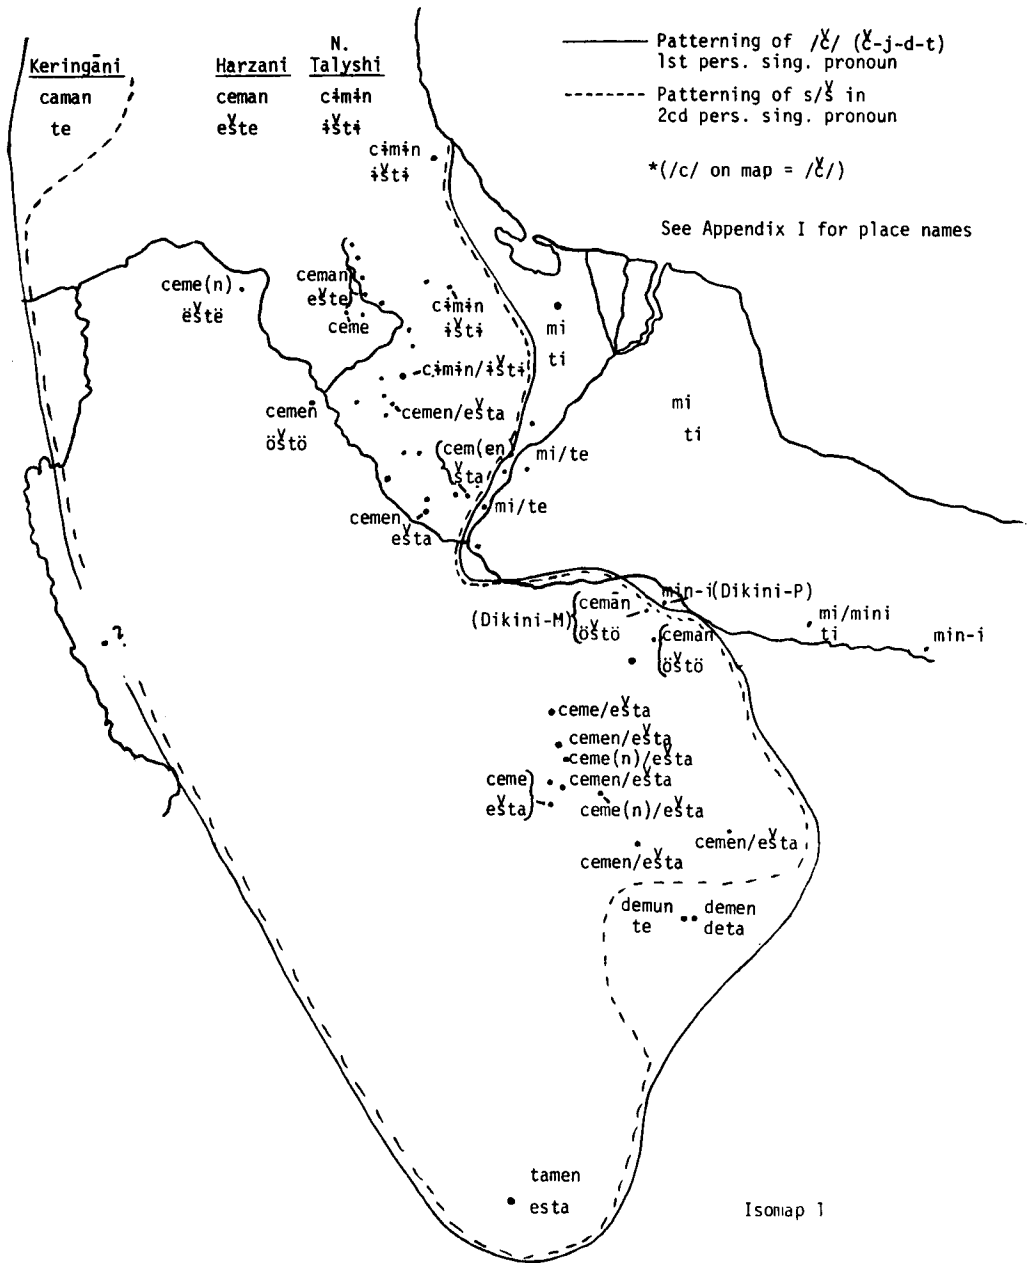 Keringāni
caman
te
Harzani
ceman
ešte
N.
Talyshi
cɨmɨn
ɨštɨ
Patterning of /č/ (č-j-d-t)
1st pers. sing. pronoun
Patterning of s/š in
2cd pers. sing. pronoun
*(/c/ on map = /č/)
See Appendix I for place names
cɨmɨn
ɨštɨ
ceme(n)
ëštë
ceman
ešte
ceme
cɨmɨn
ɨštɨ
mi
ti
cɨmɨn/ɨštɨ
cemen/ešta
cemen
öštö
mi
ti
cem(en)
šta
mi/te
mi/te
cemen
ešta
min-i(Dikini-P)
(Dikini-M)
cemān
öštö
ceman
öštö
mi/mini
ti
min-i
?
ceme/ešta
cemen/ešta
ceme(n)/ešta
cemen/ešta
ceme
ešta
ceme(n)/ešta
cemen/ešta
cemen/ešta
demun
te
demen
deta
tamen
esta
Isomap 1